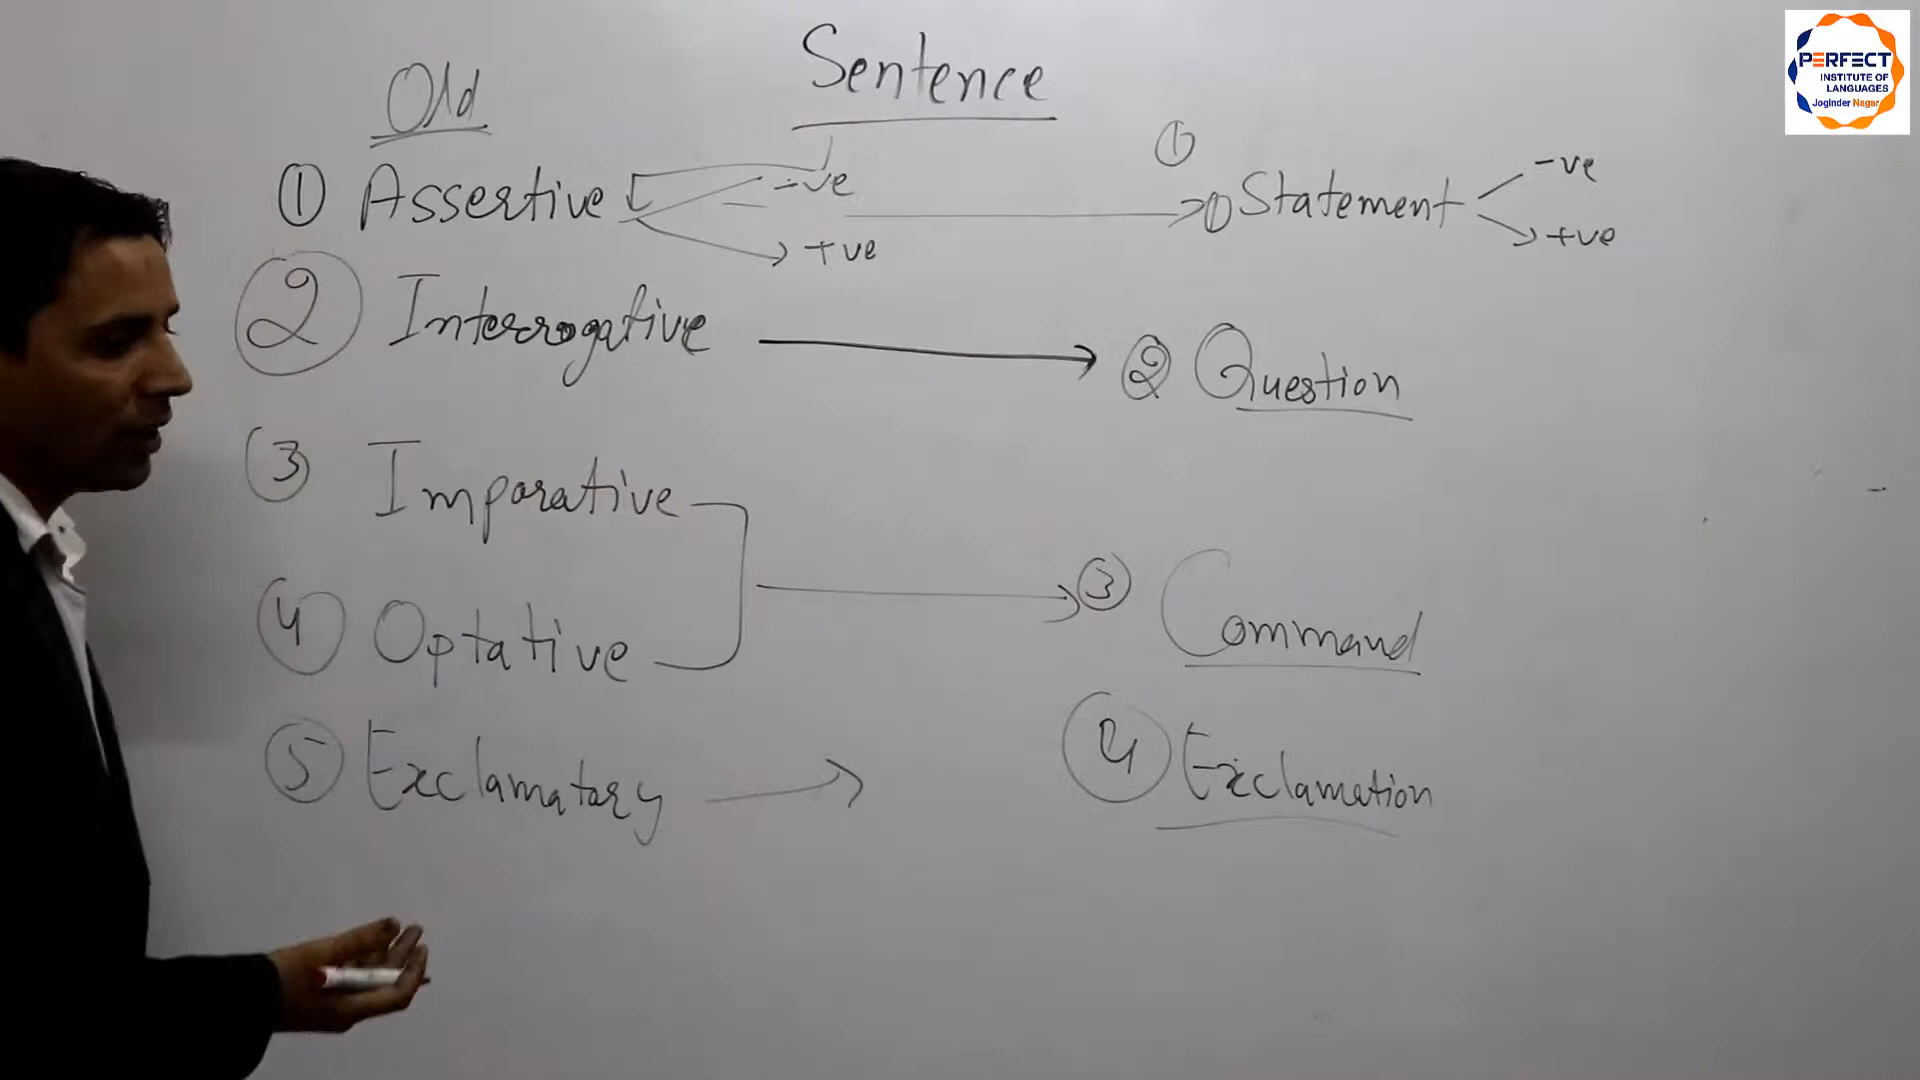 Sentence
Old
① Assertive -ve +ve
① ① Statement -ve +ve
② Interrogative
② Question
③ Imparative
④ Optative
③ Command
⑤ Exclamatory
④ Exclamation
PERFECT
INSTITUTE OF
LANGUAGES
Joginder Nagar